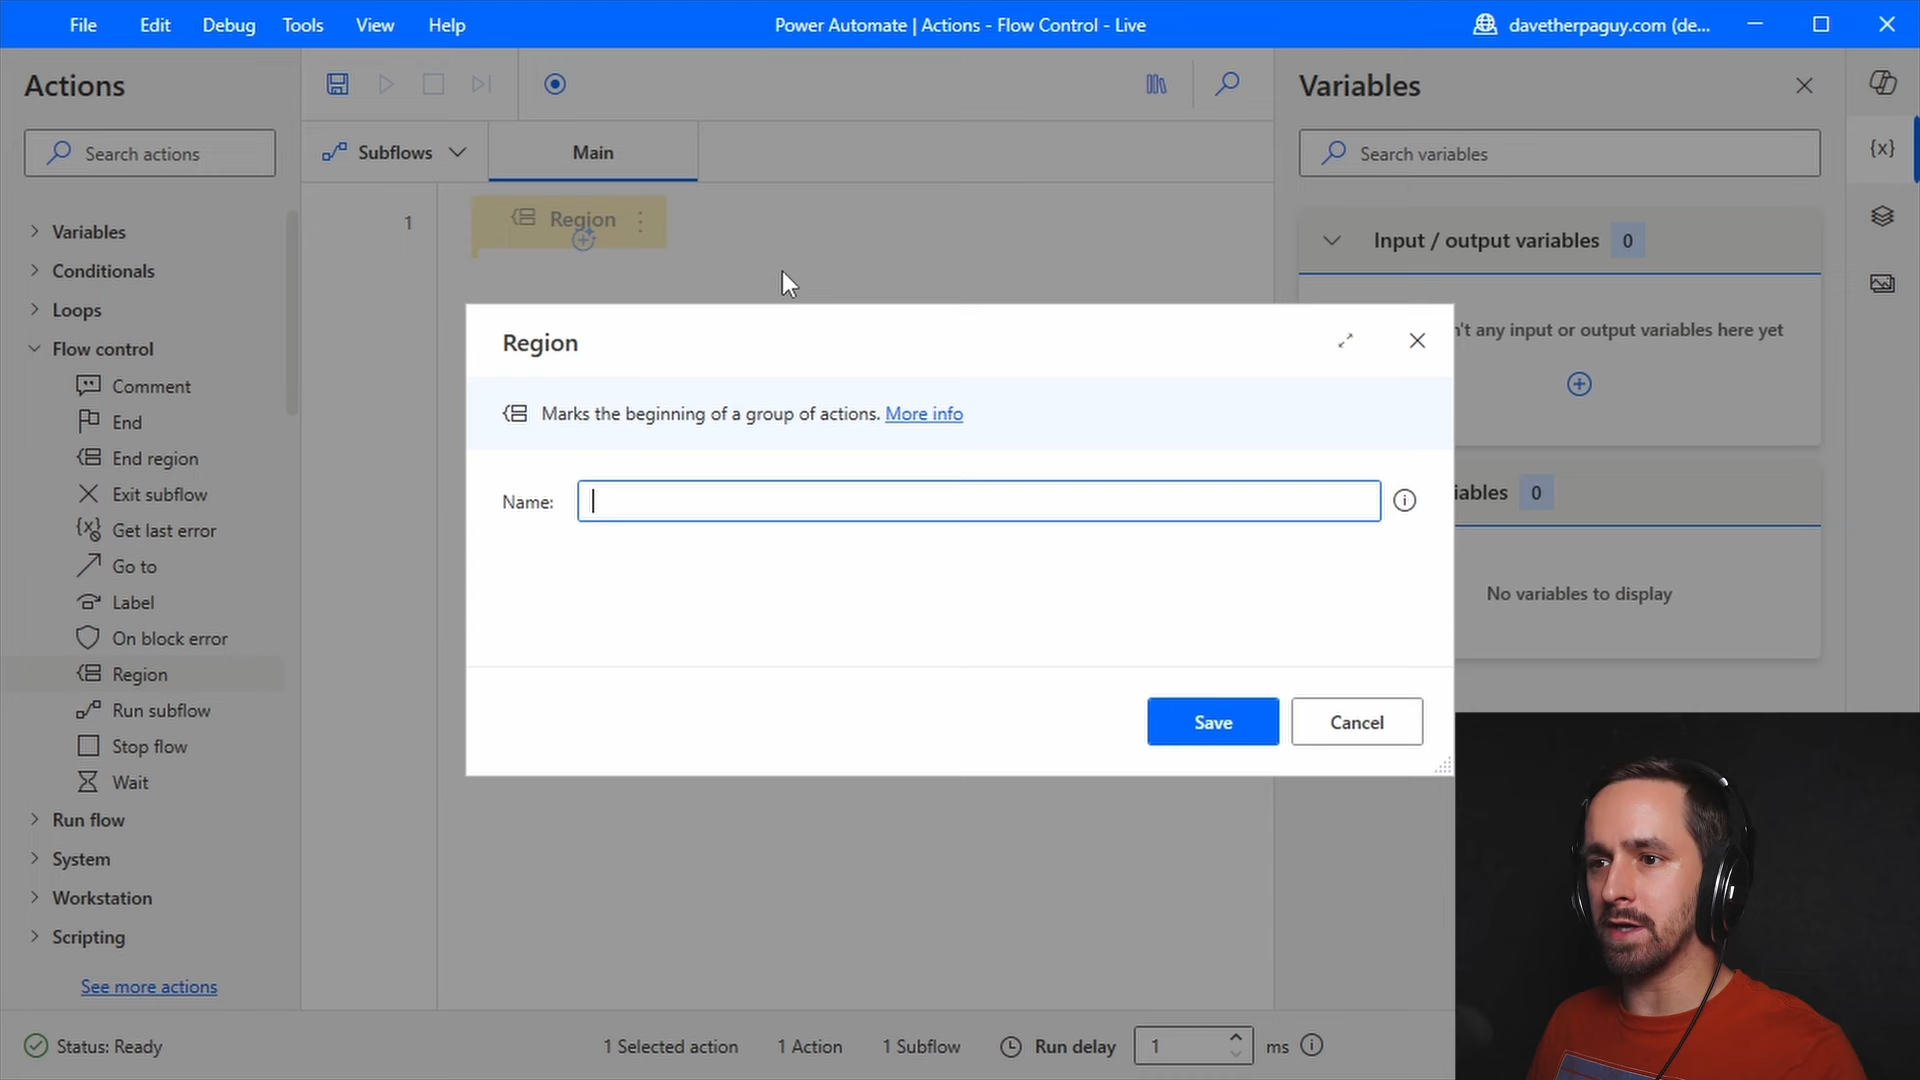 File Edit Debug Tools View Help
Power Automate | Actions - Flow Control - Live
davetherpaguy.com (de...
Actions
Search actions
Variables
Conditionals
Loops
Flow control
Comment
End
End region
Exit subflow
Get last error
Go to
Label
On block error
Region
Run subflow
Stop flow
Wait
Run flow
System
Workstation
Scripting
See more actions
Subflows
Main
1
Region
Region
Marks the beginning of a group of actions. More info
Name:
Save
Cancel
Variables
Search variables
{x}
Input / output variables 0
n't any input or output variables here yet
iables 0
No variables to display
Status: Ready
1 Selected action
1 Action
1 Subflow
Run delay
1
ms